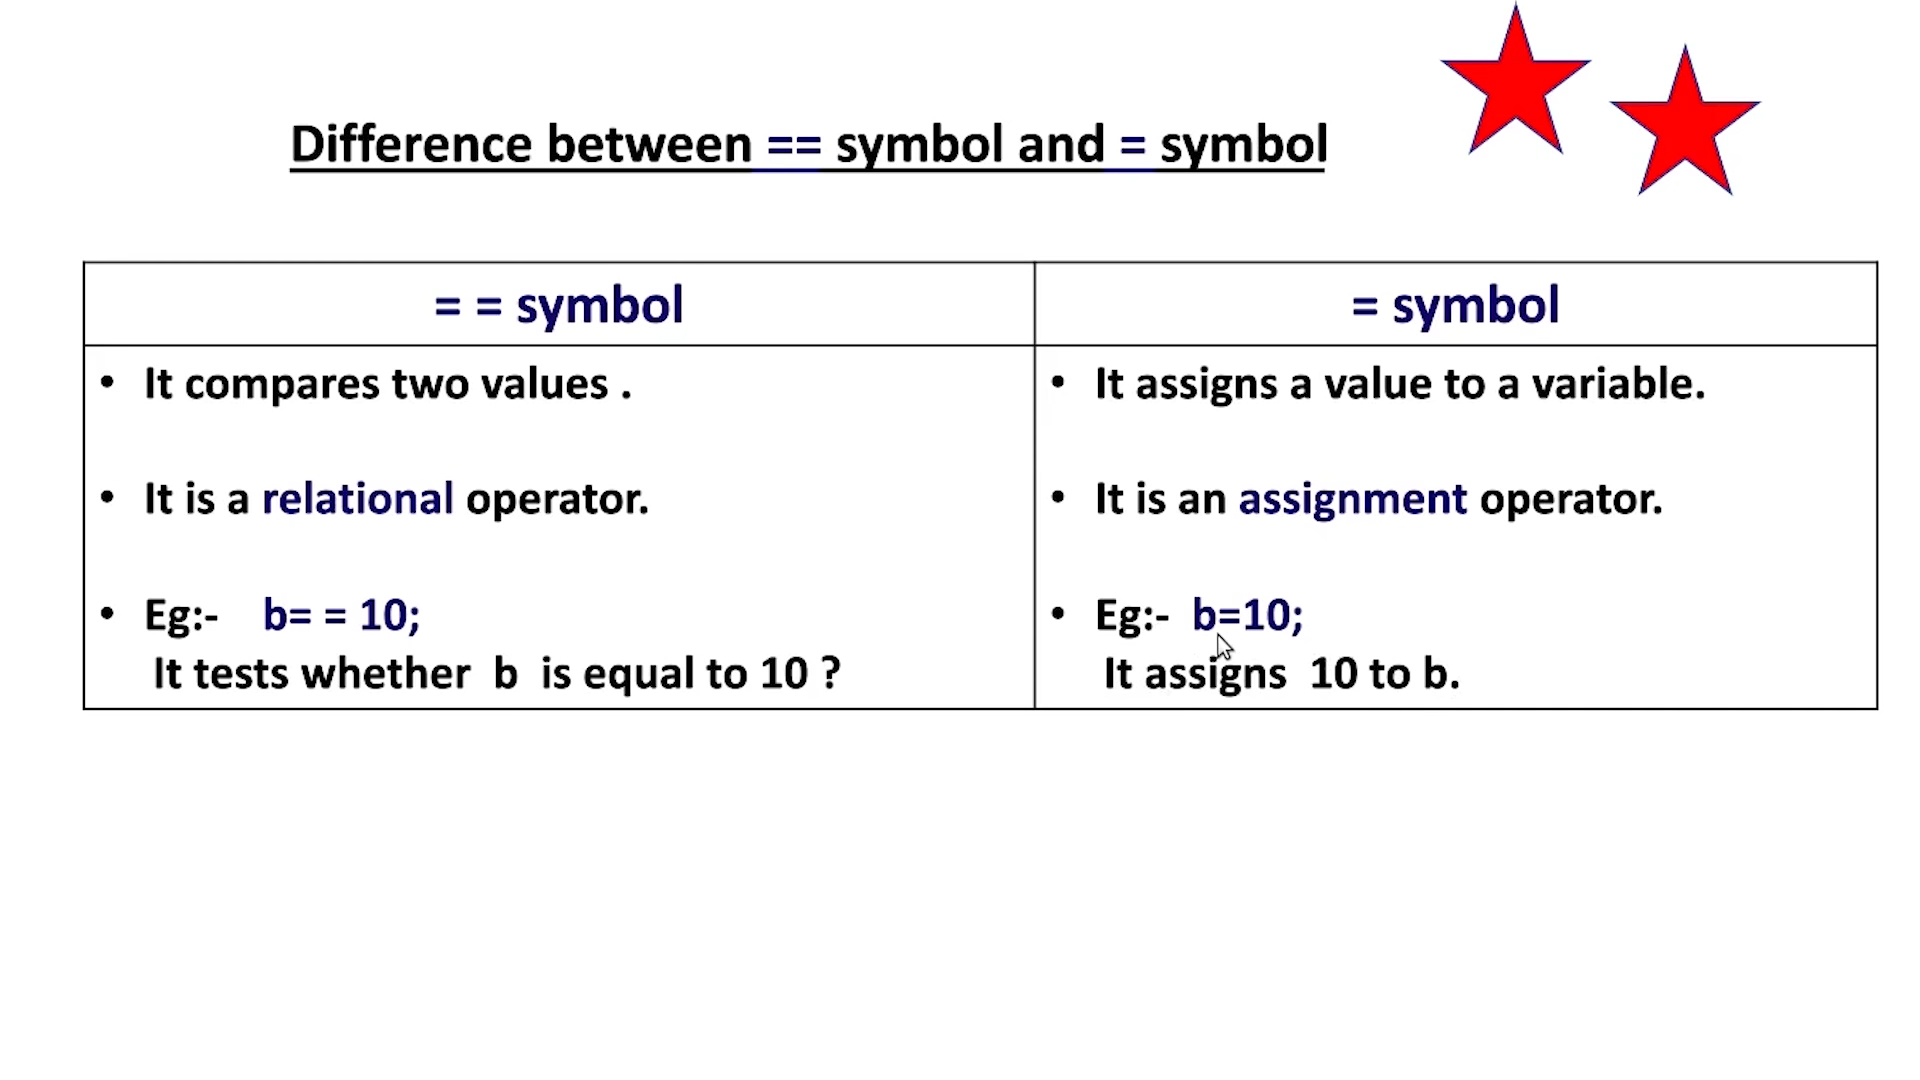 Difference between == symbol and = symbol
= = symbol
= symbol
• It compares two values .
• It is a relational operator.
• Eg:- b= = 10;
It tests whether b is equal to 10 ?
• It assigns a value to a variable.
• It is an assignment operator.
• Eg:- b=10;
It assigns 10 to b.